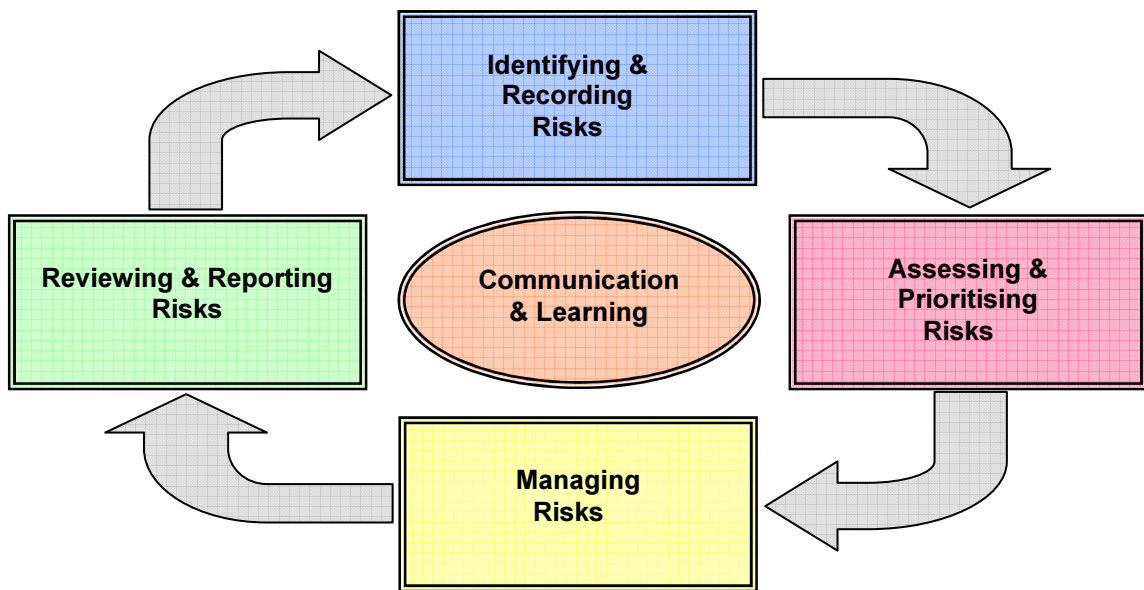 Identifying &
Recording
Risks
Reviewing & Reporting
Risks
Communication
& Learning
Assessing &
Prioritising
Risks
Managing
Risks